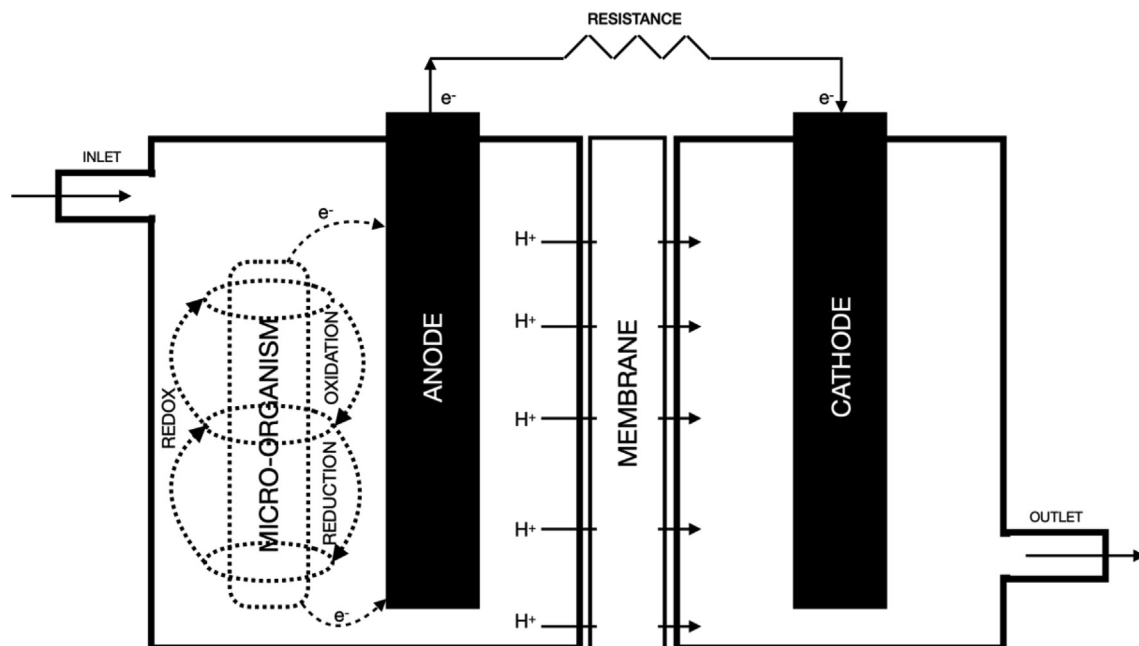 RESISTANCE
e-
e-
INLET
e-
H+
H+
H+
H+
H+
REDOX
MICRO-ORGANISM
OXIDATION
REDUCTION
e-
ANODE
MEMBRANE
CATHODE
OUTLET